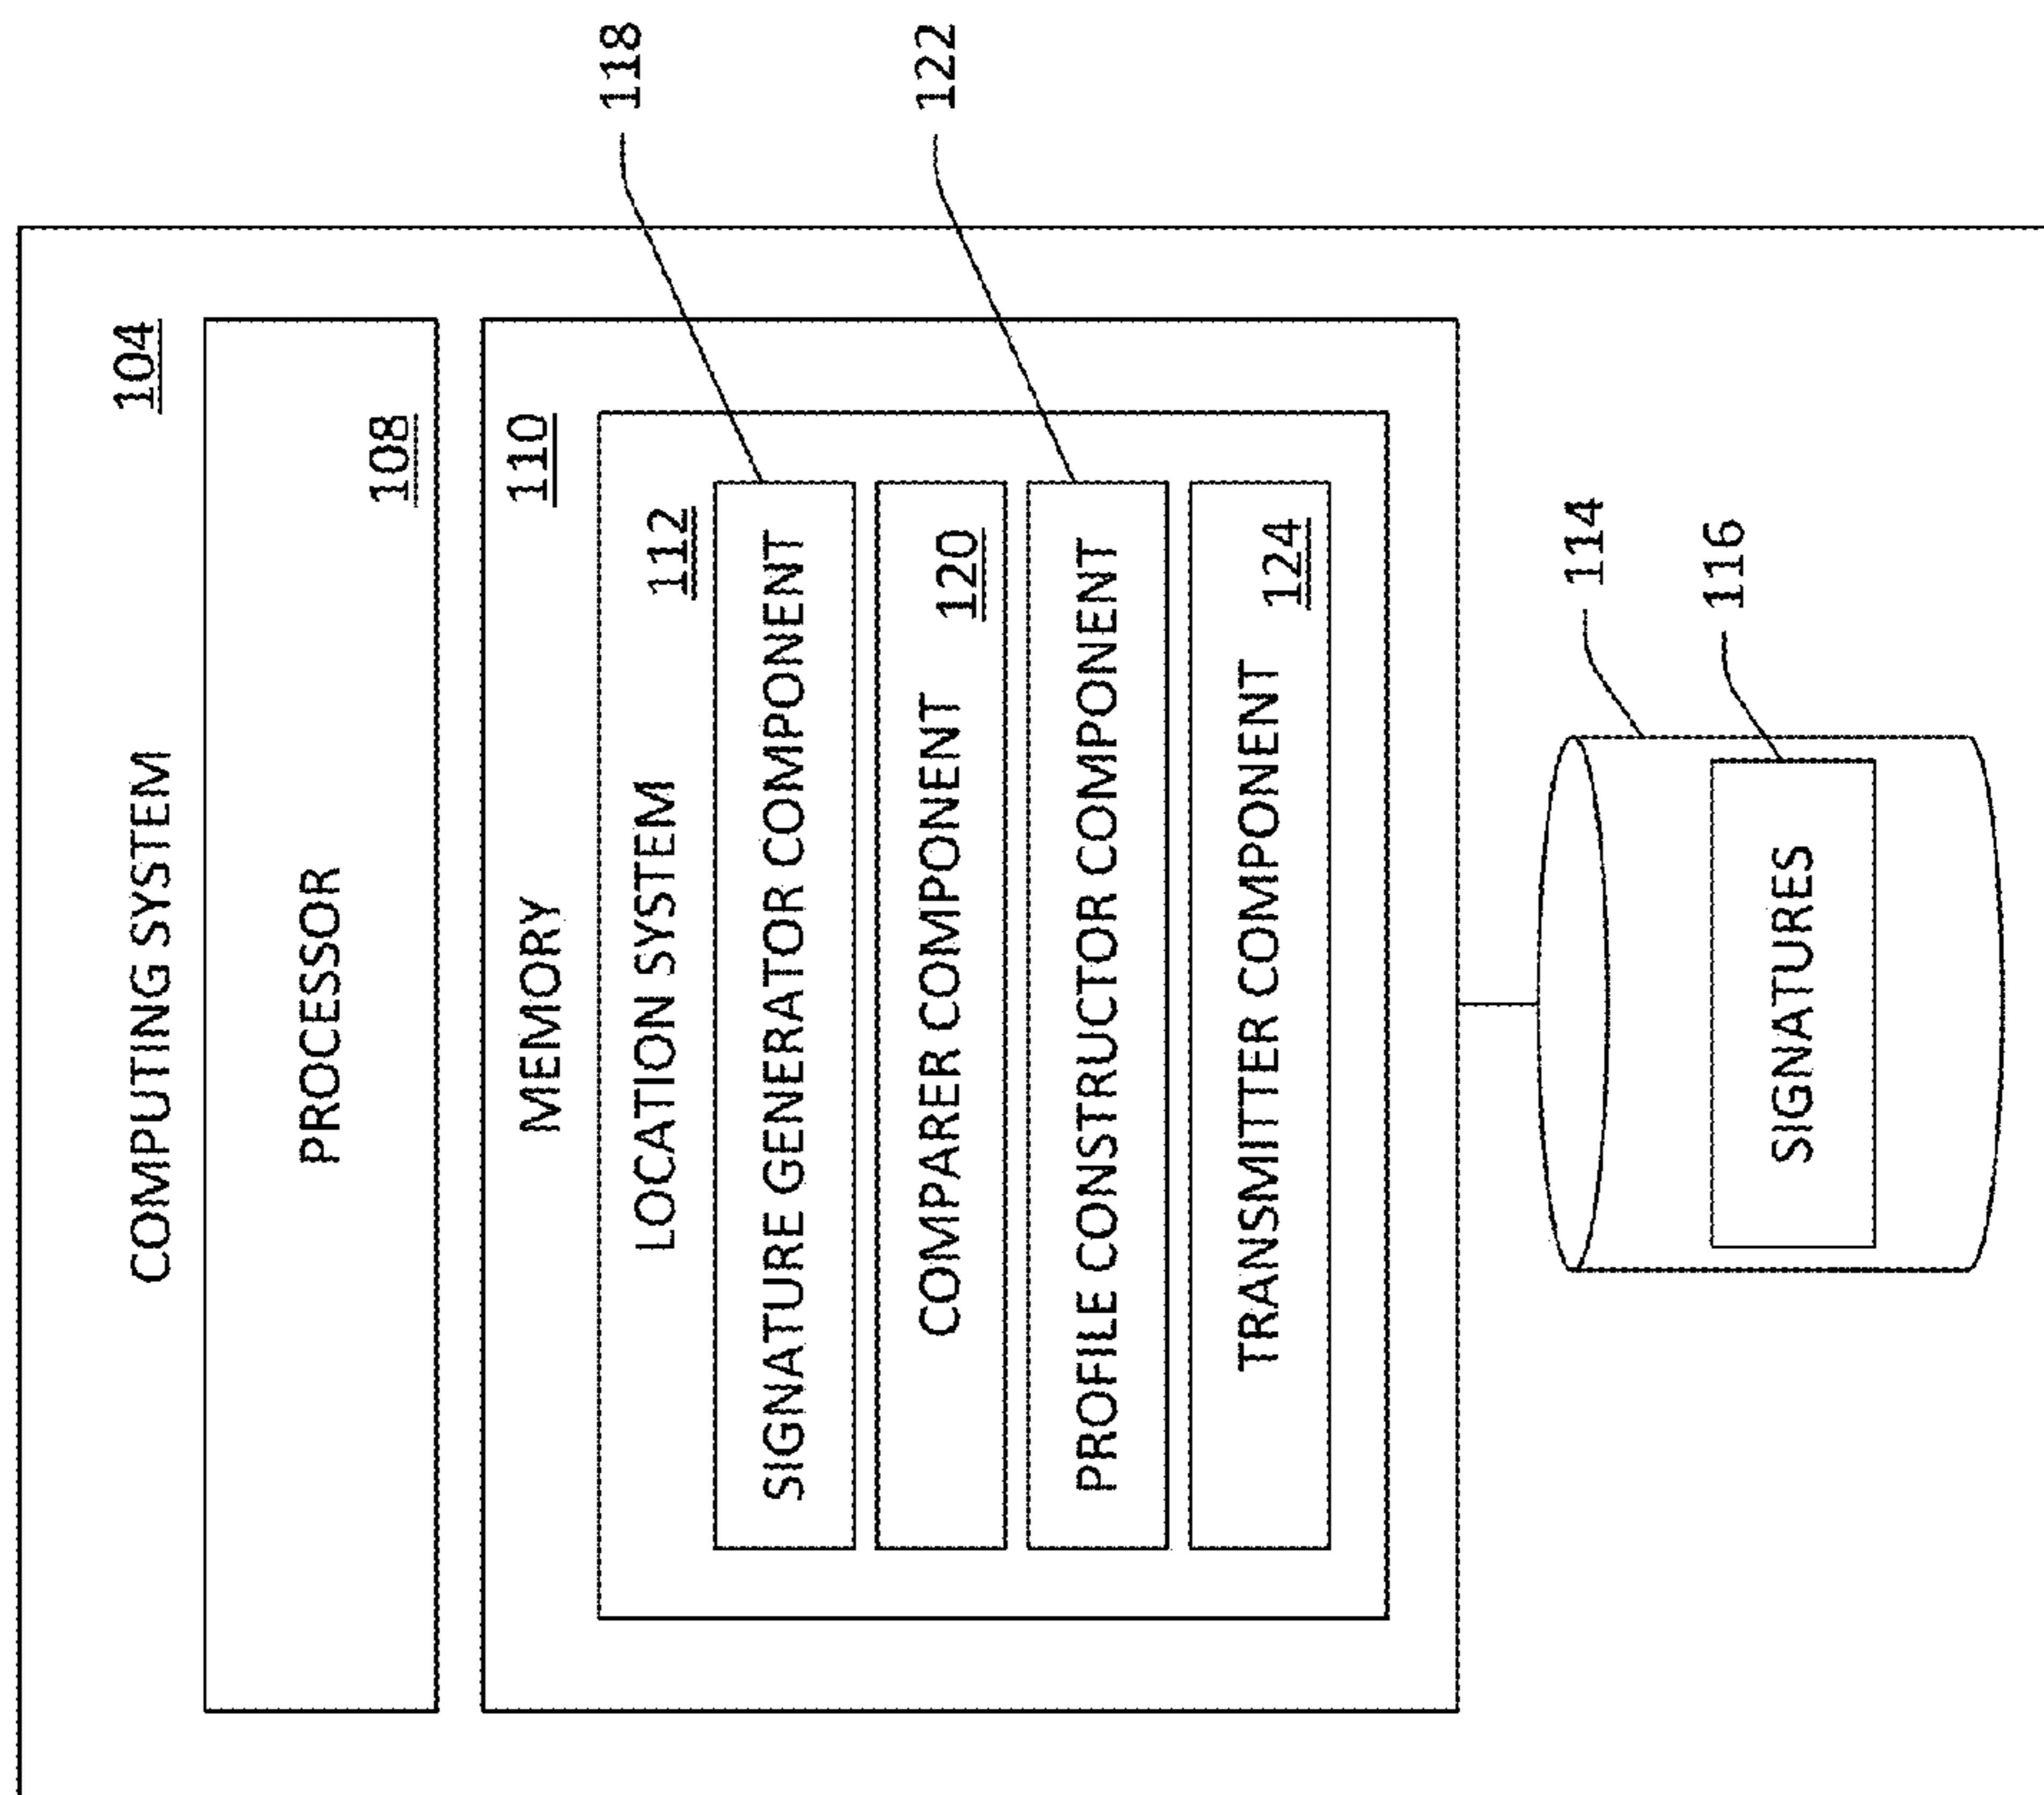 COMPUTING SYSTEM 104
PROCESSOR
108
MEMORY 110
LOCATION SYSTEM 112
SIGNATURE GENERATOR COMPONENT
118
COMPARER COMPONENT 120
PROFILE CONSTRUCTOR COMPONENT
122
TRANSMITTER COMPONENT 124
114
116
SIGNATURES